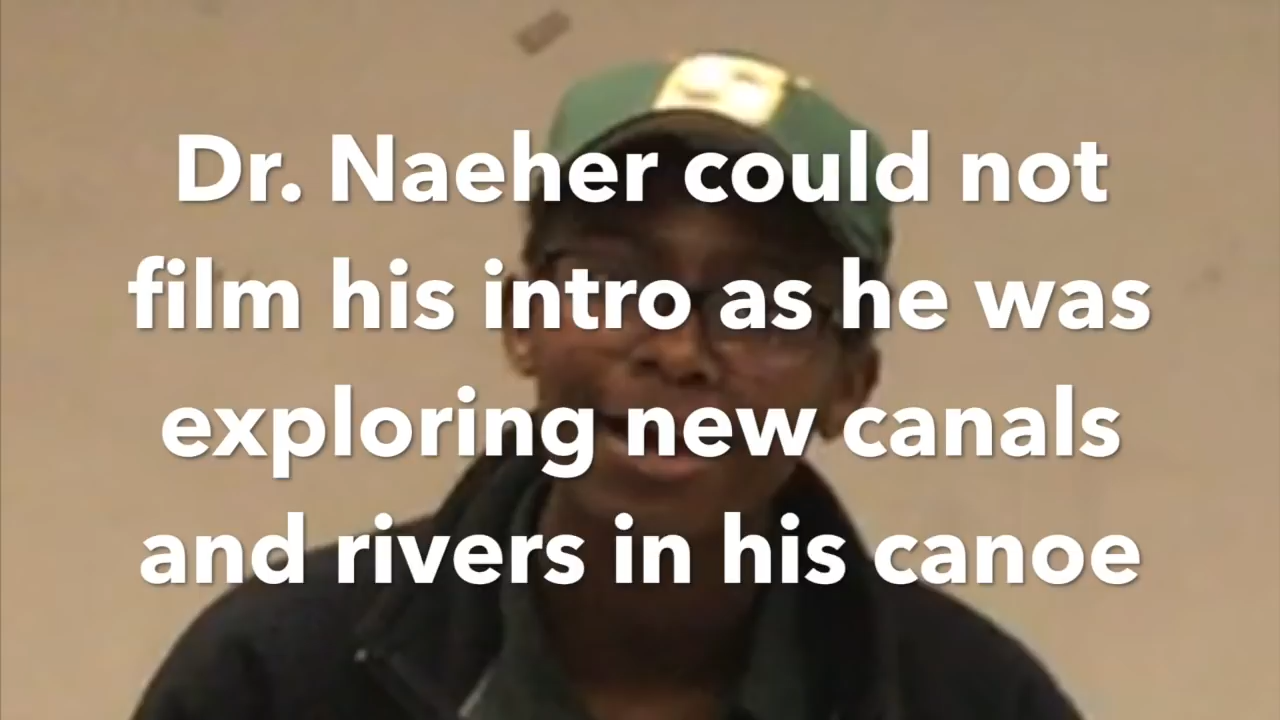 Dr. Naeher could not
film his intro as he was
exploring new canals
and rivers in his canoe